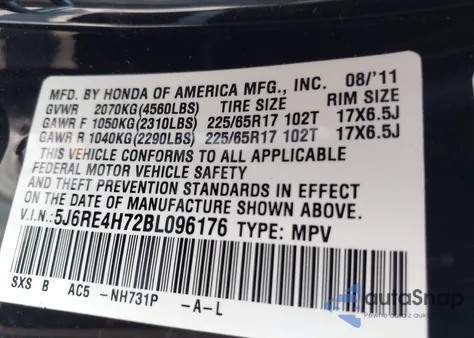 MFD. BY HONDA OF AMERICA MFG., INC. 08/'11
GVWR 2070KG(4560LBS) TIRE SIZE RIM SIZE
GAWR F 1050KG(2310LBS) 225/65R17 102T 17X6.5J
GAWR R 1040KG(2290LBS) 225/65R17 102T 17X6.5J
THIS VEHICLE CONFORMS TO ALL APPLICABLE
FEDERAL MOTOR VEHICLE SAFETY
AND THEFT PREVENTION STANDARDS IN EFFECT
ON THE DATE OF MANUFACTURE SHOWN ABOVE.
V.I.N.: 5J6RE4H72BL096176 TYPE: MPV
SXS B AC5 -NH731P -A-L
autoSnap